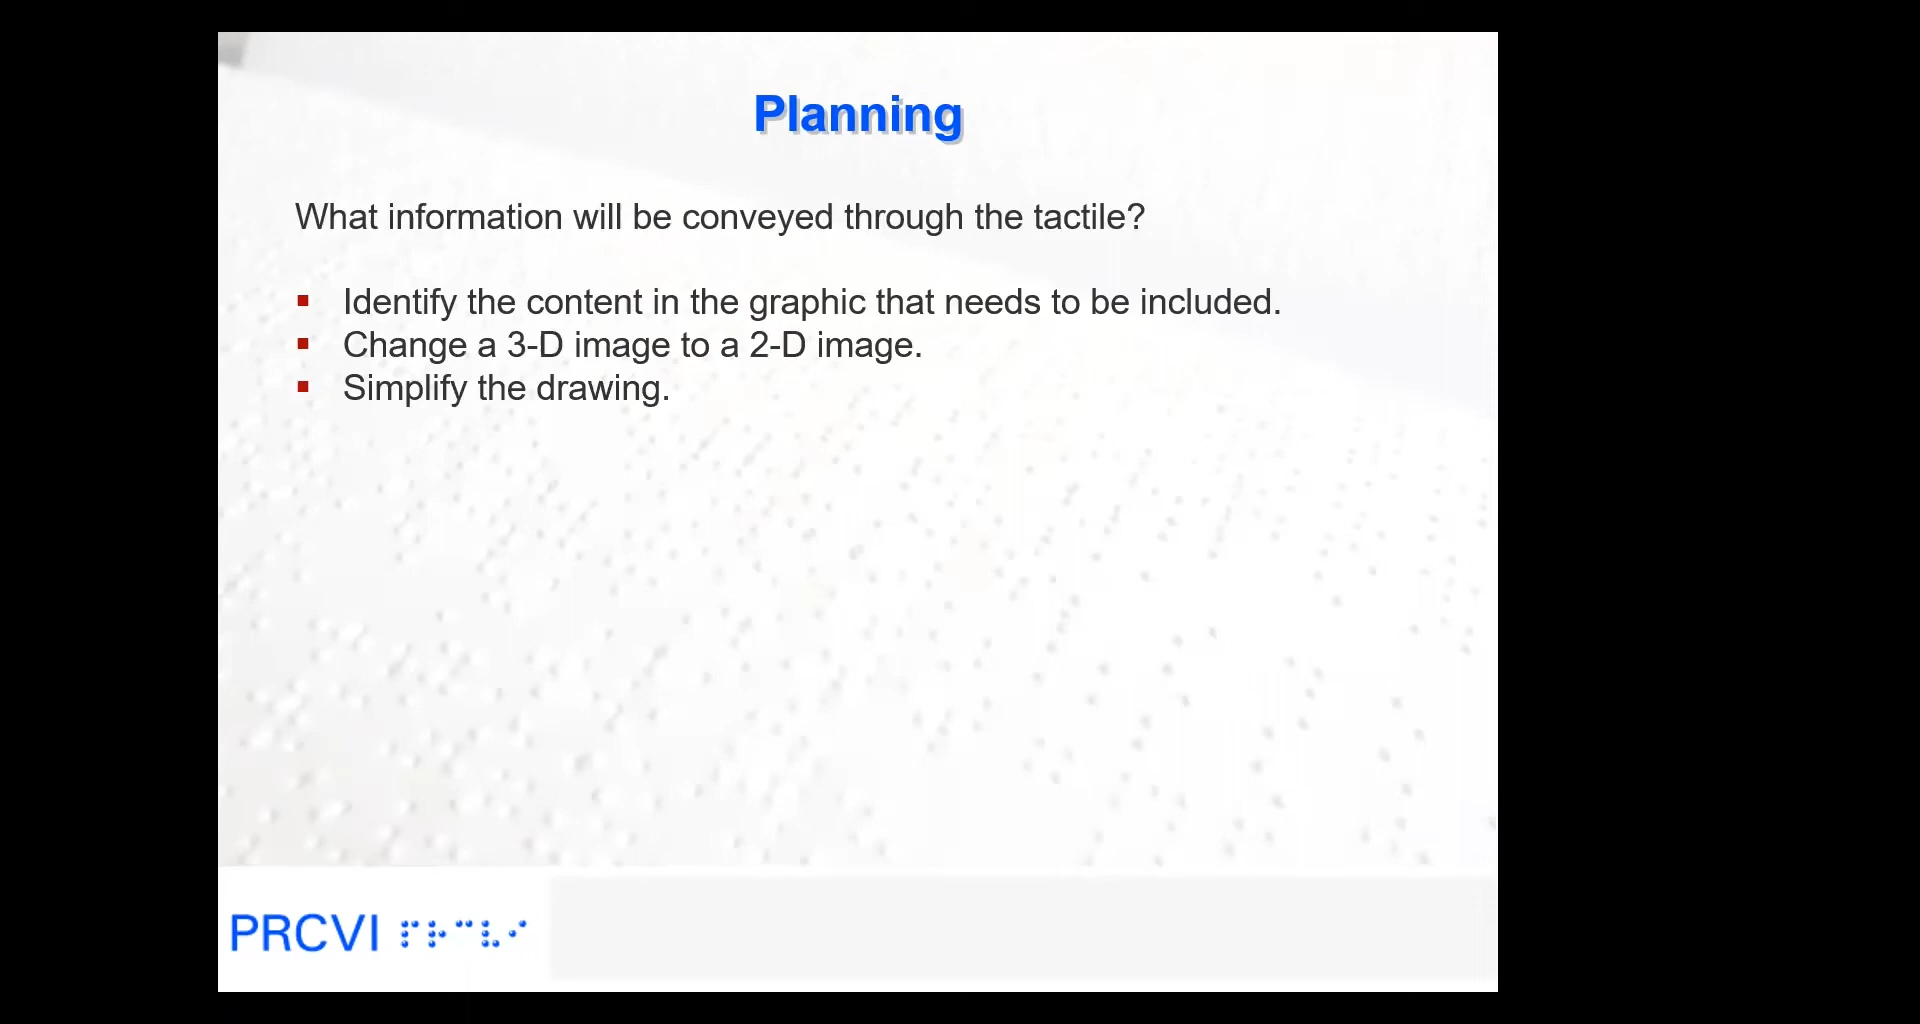 Planning
What information will be conveyed through the tactile?
▪ Identify the content in the graphic that needs to be included.
▪ Change a 3-D image to a 2-D image.
▪ Simplify the drawing.
PRCVI ⠏⠗⠉⠧⠊